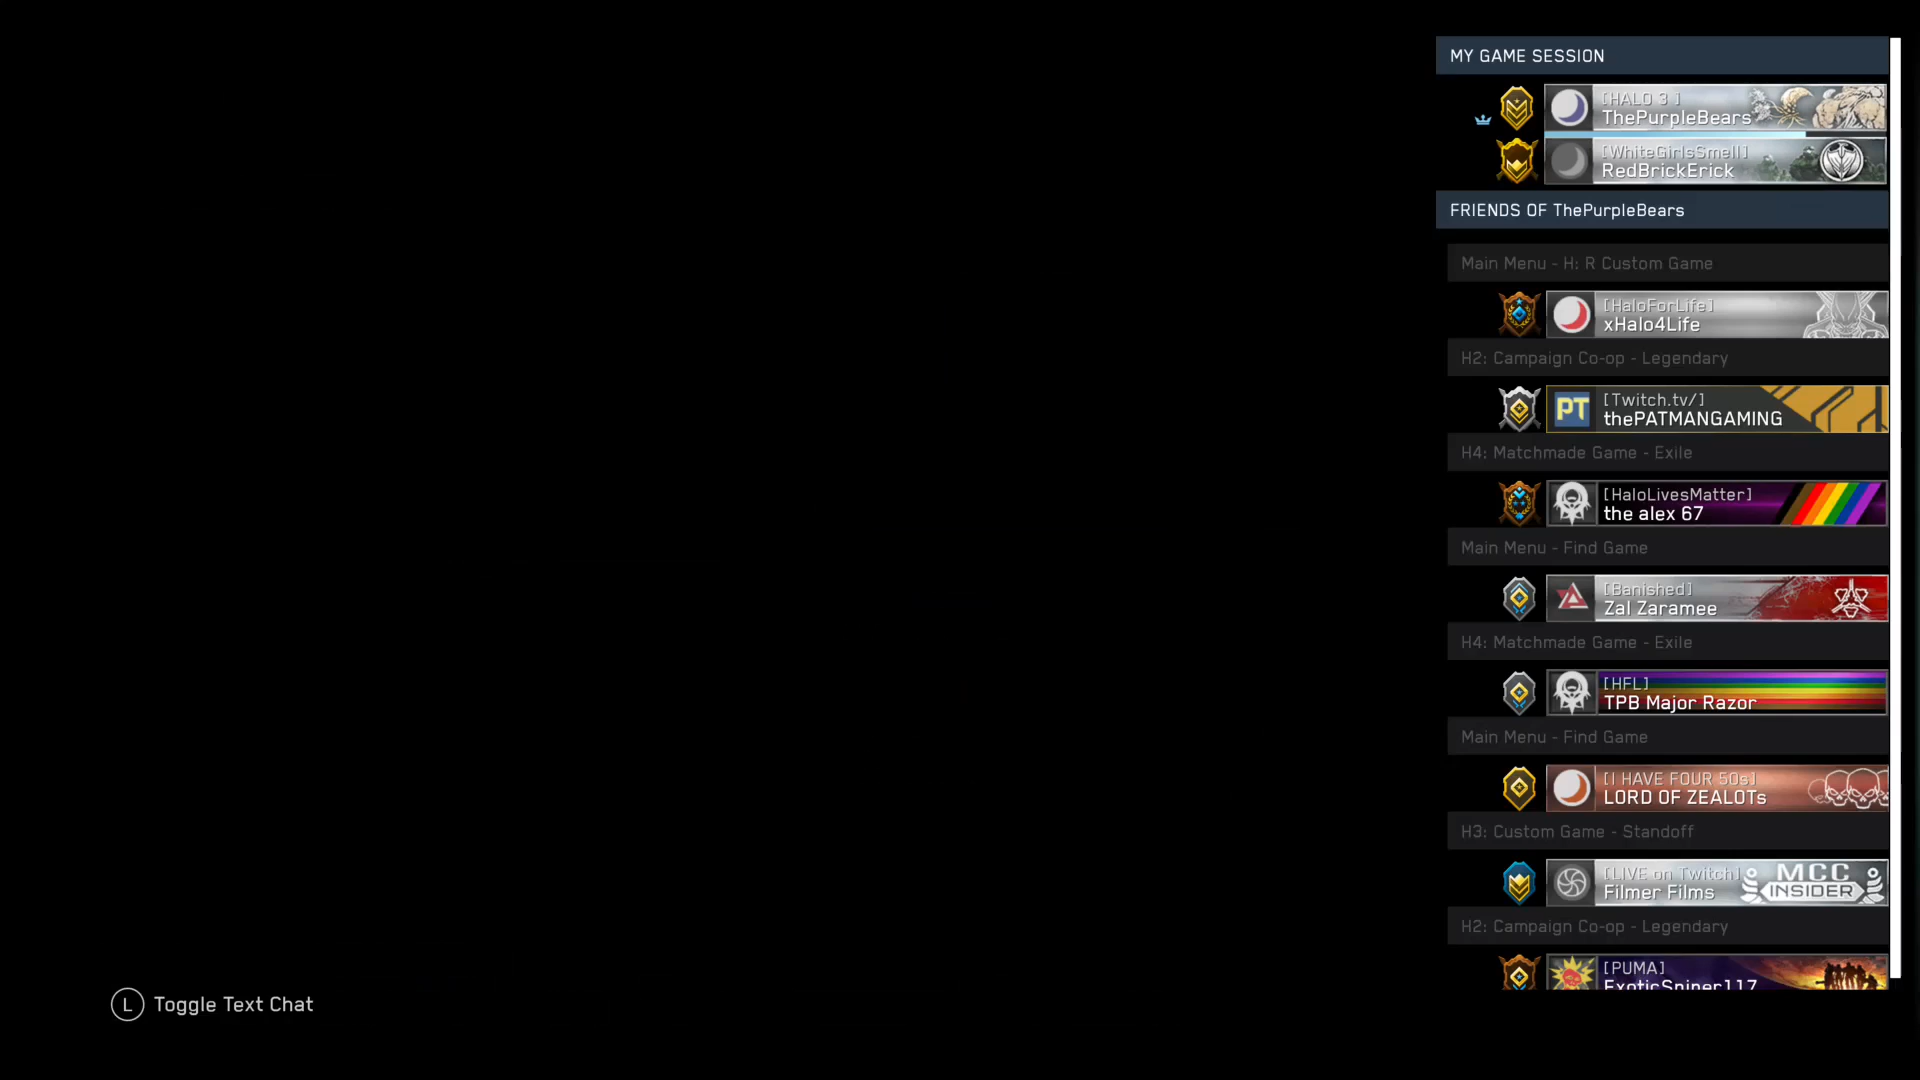 MY GAME SESSION
[HALO 3 ]
ThePurpleBears
[WhiteGirlsSmell]
RedBrickErick
FRIENDS OF ThePurpleBears
Main Menu - H: R Custom Game
[HaloForLife]
xHalo4Life
H2: Campaign Co-op - Legendary
PT
[Twitch.tv/]
thePATMANGAMING
H4: Matchmade Game - Exile
[HaloLivesMatter]
the alex 67
Main Menu - Find Game
[Banished]
Zal Zaramee
H4: Matchmade Game - Exile
[HFL]
TPB Major Razor
Main Menu - Find Game
[I HAVE FOUR 50s]
LORD OF ZEALOTs
H3: Custom Game - Standoff
[LIVE on Twitch]
Filmer Films
MCC
INSIDER
H2: Campaign Co-op - Legendary
[PUMA]
ExoticSniper117
L Toggle Text Chat